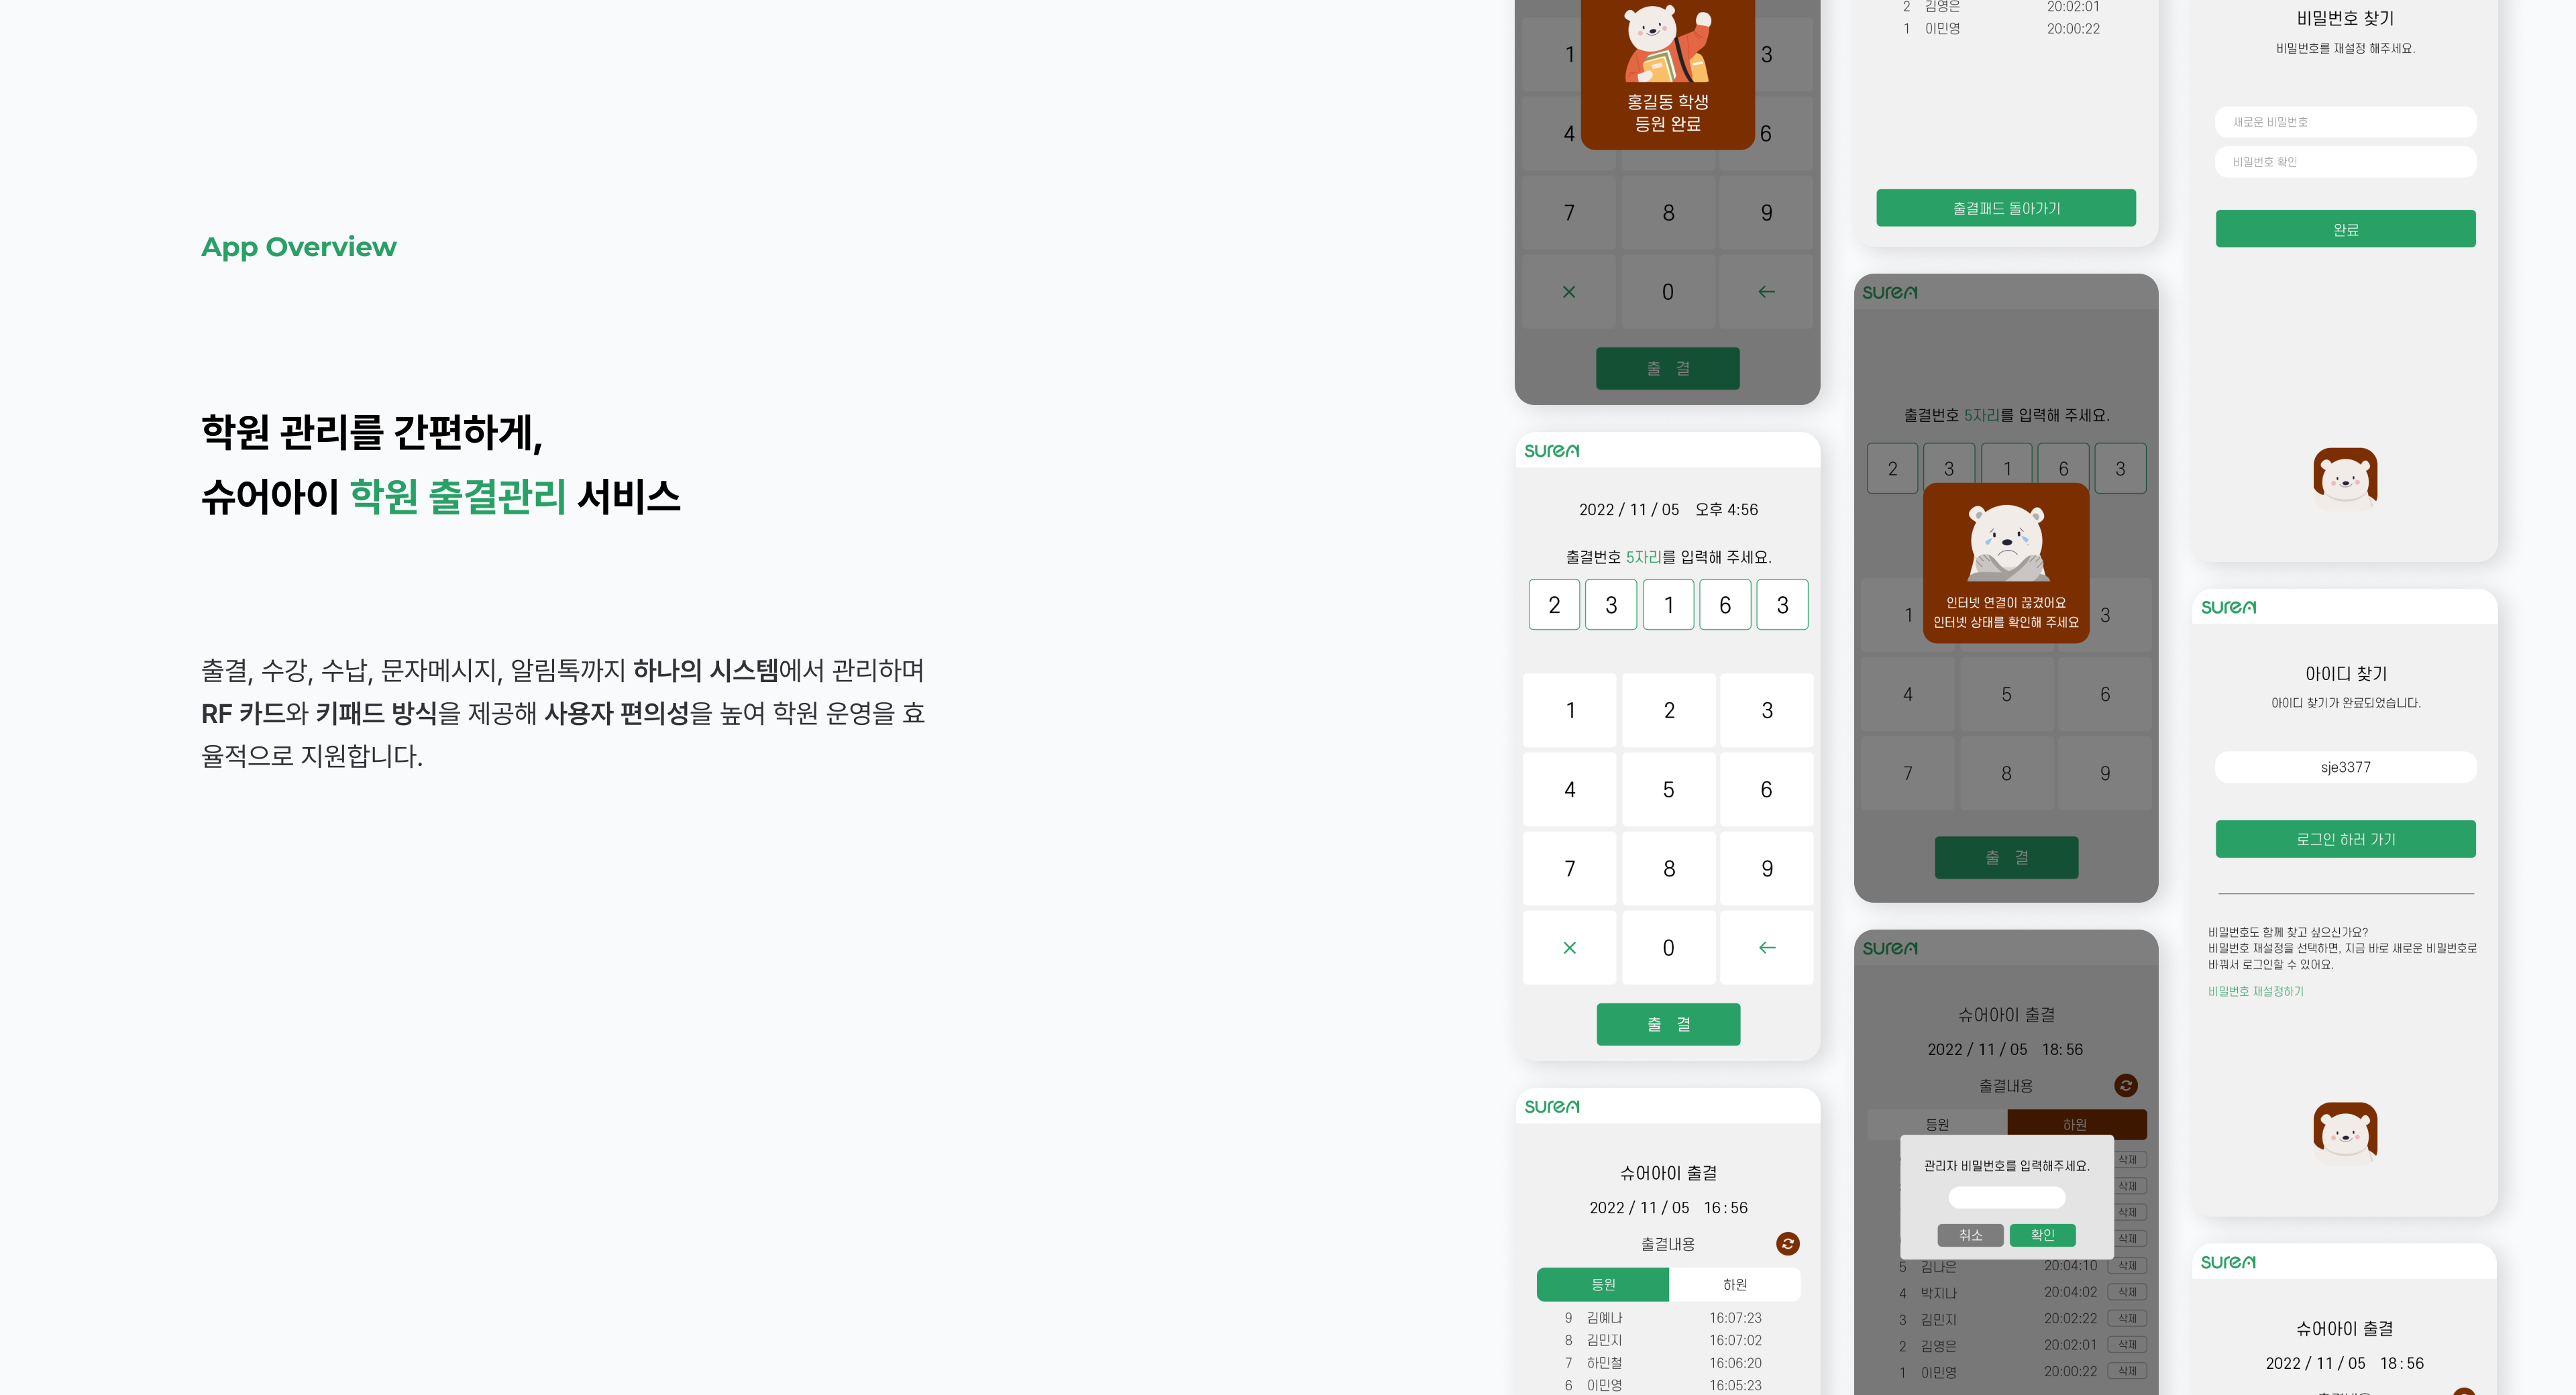 App Overview
학원 관리를 간편하게,
슈어아이 학원 출결관리 서비스
출결, 수강, 수납, 문자메시지, 알림톡까지 하나의 시스템에서 관리하며
RF 카드와 키패드 방식을 제공해 사용자 편의성을 높여 학원 운영을 효
율적으로 지원합니다.
1
3
홍길동 학생
등원 완료
4
6
7 8 9
× 0 ←
출 결
SUreAI
2022 / 11 / 05 오후 4:56
출결번호 5자리를 입력해 주세요.
2 3 1 6 3
1 2 3
4 5 6
7 8 9
× 0 ←
출 결
SUreAI
슈어아이 출결
2022 / 11 / 05 16 : 56
출결내용
등원 하원
9 김예나 16:07:23
8 김민지 16:07:02
7 하민철 16:06:20
6 이민영 16:05:23
2 김영은 20:02:01
1 이민영 20:00:22
출결패드 돌아가기
SUreAI
출결번호 5자리를 입력해 주세요.
2 3 1 6 3
인터넷 연결이 끊겼어요
인터넷 상태를 확인해 주세요
1 3
4 5 6
7 8 9
출 결
SUreAI
슈어아이 출결
2022 / 11 / 05 18: 56
출결내용
등원 하원
삭제
관리자 비밀번호를 입력해주세요.
삭제
삭제
취소 확인
삭제
5 김나은 20:04:10 삭제
4 박지나 20:04:02 삭제
3 김민지 20:02:22 삭제
2 김영은 20:02:01 삭제
1 이민영 20:00:22 삭제
비밀번호 찾기
비밀번호를 재설정 해주세요.
새로운 비밀번호
비밀번호 확인
완료
SUreAI
아이디 찾기
아이디 찾기가 완료되었습니다.
sje3377
로그인 하러 가기
비밀번호도 함께 찾고 싶으신가요?
비밀번호 재설정을 선택하면, 지금 바로 새로운 비밀번호로
바꿔서 로그인할 수 있어요.
비밀번호 재설정하기
SUreAI
슈어아이 출결
2022 / 11 / 05 18 : 56